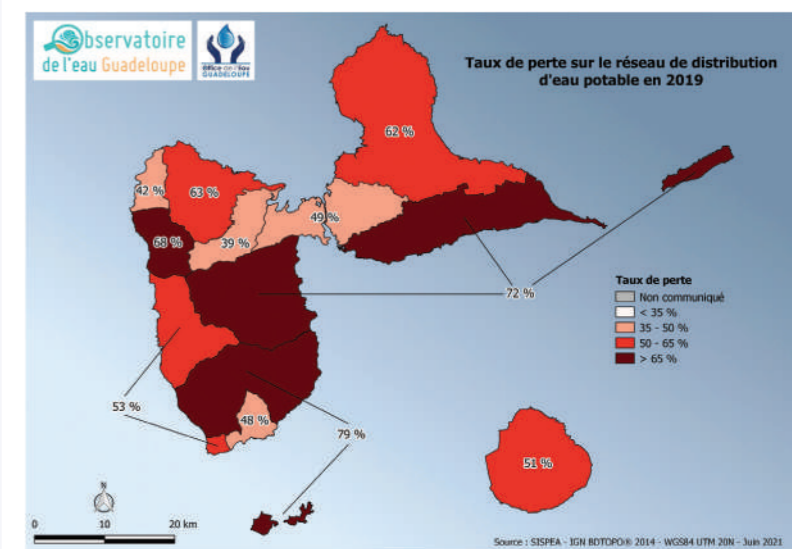 Observatoire
de l'eau Guadeloupe
Office de l'Eau
GUADELOUPE
Taux de perte sur le réseau de distribution
d'eau potable en 2019
62 %
42 %
63 %
49 %
68 %
39 %
72 %
Taux de perte
Non communiqué
< 35 %
35 - 50 %
50 - 65 %
> 65 %
53 %
48 %
79 %
51 %
N
0 10 20 km
Source : SISPEA - IGN BDTOPO® 2014 - WGS84 UTM 20N - Juin 2021